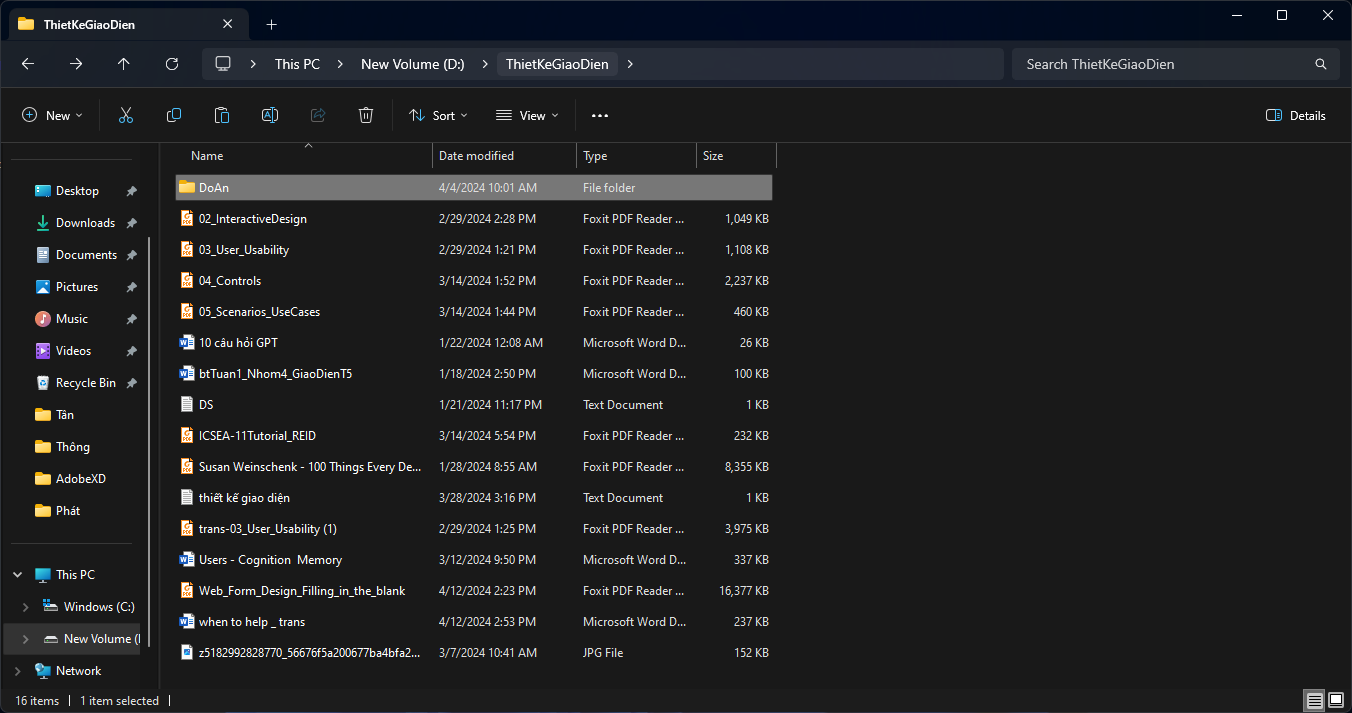 ThietKeGiaoDien
This PC New Volume (D:) ThietKeGiaoDien Search ThietKeGiaoDien
New Sort View Details
Name Date modified Type Size
Desktop
Downloads
Documents
Pictures
Music
Videos
Recycle Bin
Tân
Thông
AdobeXD
Phát
This PC
Windows (C:)
New Volume (
Network
DoAn 4/4/2024 10:01 AM File folder
02_InteractiveDesign 2/29/2024 2:28 PM Foxit PDF Reader ... 1,049 KB
03_User_Usability 2/29/2024 1:21 PM Foxit PDF Reader ... 1,108 KB
04_Controls 3/14/2024 1:52 PM Foxit PDF Reader ... 2,237 KB
05_Scenarios_UseCases 3/14/2024 1:44 PM Foxit PDF Reader ... 460 KB
10 câu hỏi GPT 1/22/2024 12:08 AM Microsoft Word D... 26 KB
btTuan1_Nhom4_GiaoDienT5 1/18/2024 2:50 PM Microsoft Word D... 100 KB
DS 1/21/2024 11:17 PM Text Document 1 KB
ICSEA-11Tutorial_REID 3/14/2024 5:54 PM Foxit PDF Reader ... 232 KB
Susan Weinschenk - 100 Things Every De... 1/28/2024 8:55 AM Foxit PDF Reader ... 8,355 KB
thiết kế giao diện 3/28/2024 3:16 PM Text Document 1 KB
trans-03_User_Usability (1) 2/29/2024 1:25 PM Foxit PDF Reader ... 3,975 KB
Users - Cognition  Memory 3/12/2024 9:50 PM Microsoft Word D... 337 KB
Web_Form_Design_Filling_in_the_blank 4/12/2024 2:23 PM Foxit PDF Reader ... 16,377 KB
when to help _ trans 4/12/2024 2:53 PM Microsoft Word D... 237 KB
z5182992828770_56676f5a200677ba4bfa2... 3/7/2024 10:41 AM JPG File 152 KB
16 items 1 item selected